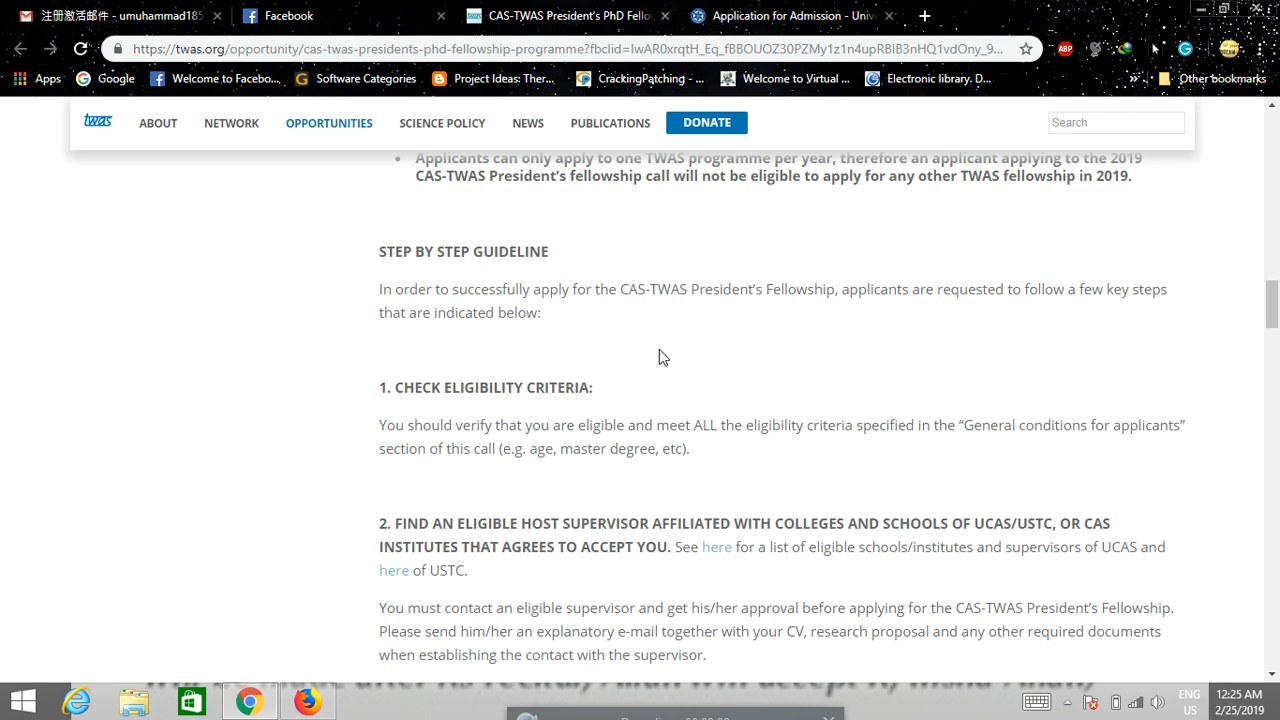 注册激活邮件 - umuhammad185
Facebook
CAS-TWAS President's PhD Fello
Application for Admission - Univ
https://twas.org/opportunity/cas-twas-presidents-phd-fellowship-programme?fbclid=IwAR0xrqtH_Eq_fBBOUOZ30PZMy1z1n4upRBIB3nHQ1vdOny_9...
ABP
Apps
Google
Welcome to Facebo...
Software Categories
Project Ideas: Ther...
CrackingPatching - ...
Welcome to Virtual ...
Electronic library. D...
Other bookmarks
twas
ABOUT
NETWORK
OPPORTUNITIES
SCIENCE POLICY
NEWS
PUBLICATIONS
DONATE
Search
• Applicants can only apply to one TWAS programme per year, therefore an applicant applying to the 2019
CAS-TWAS President's fellowship call will not be eligible to apply for any other TWAS fellowship in 2019.
STEP BY STEP GUIDELINE
In order to successfully apply for the CAS-TWAS President's Fellowship, applicants are requested to follow a few key steps
that are indicated below:
1. CHECK ELIGIBILITY CRITERIA:
You should verify that you are eligible and meet ALL the eligibility criteria specified in the “General conditions for applicants”
section of this call (e.g. age, master degree, etc).
2. FIND AN ELIGIBLE HOST SUPERVISOR AFFILIATED WITH COLLEGES AND SCHOOLS OF UCAS/USTC, OR CAS
INSTITUTES THAT AGREES TO ACCEPT YOU. See here for a list of eligible schools/institutes and supervisors of UCAS and
here of USTC.
You must contact an eligible supervisor and get his/her approval before applying for the CAS-TWAS President's Fellowship.
Please send him/her an explanatory e-mail together with your CV, research proposal and any other required documents
when establishing the contact with the supervisor.
ENG
US
12:25 AM
2/25/2019